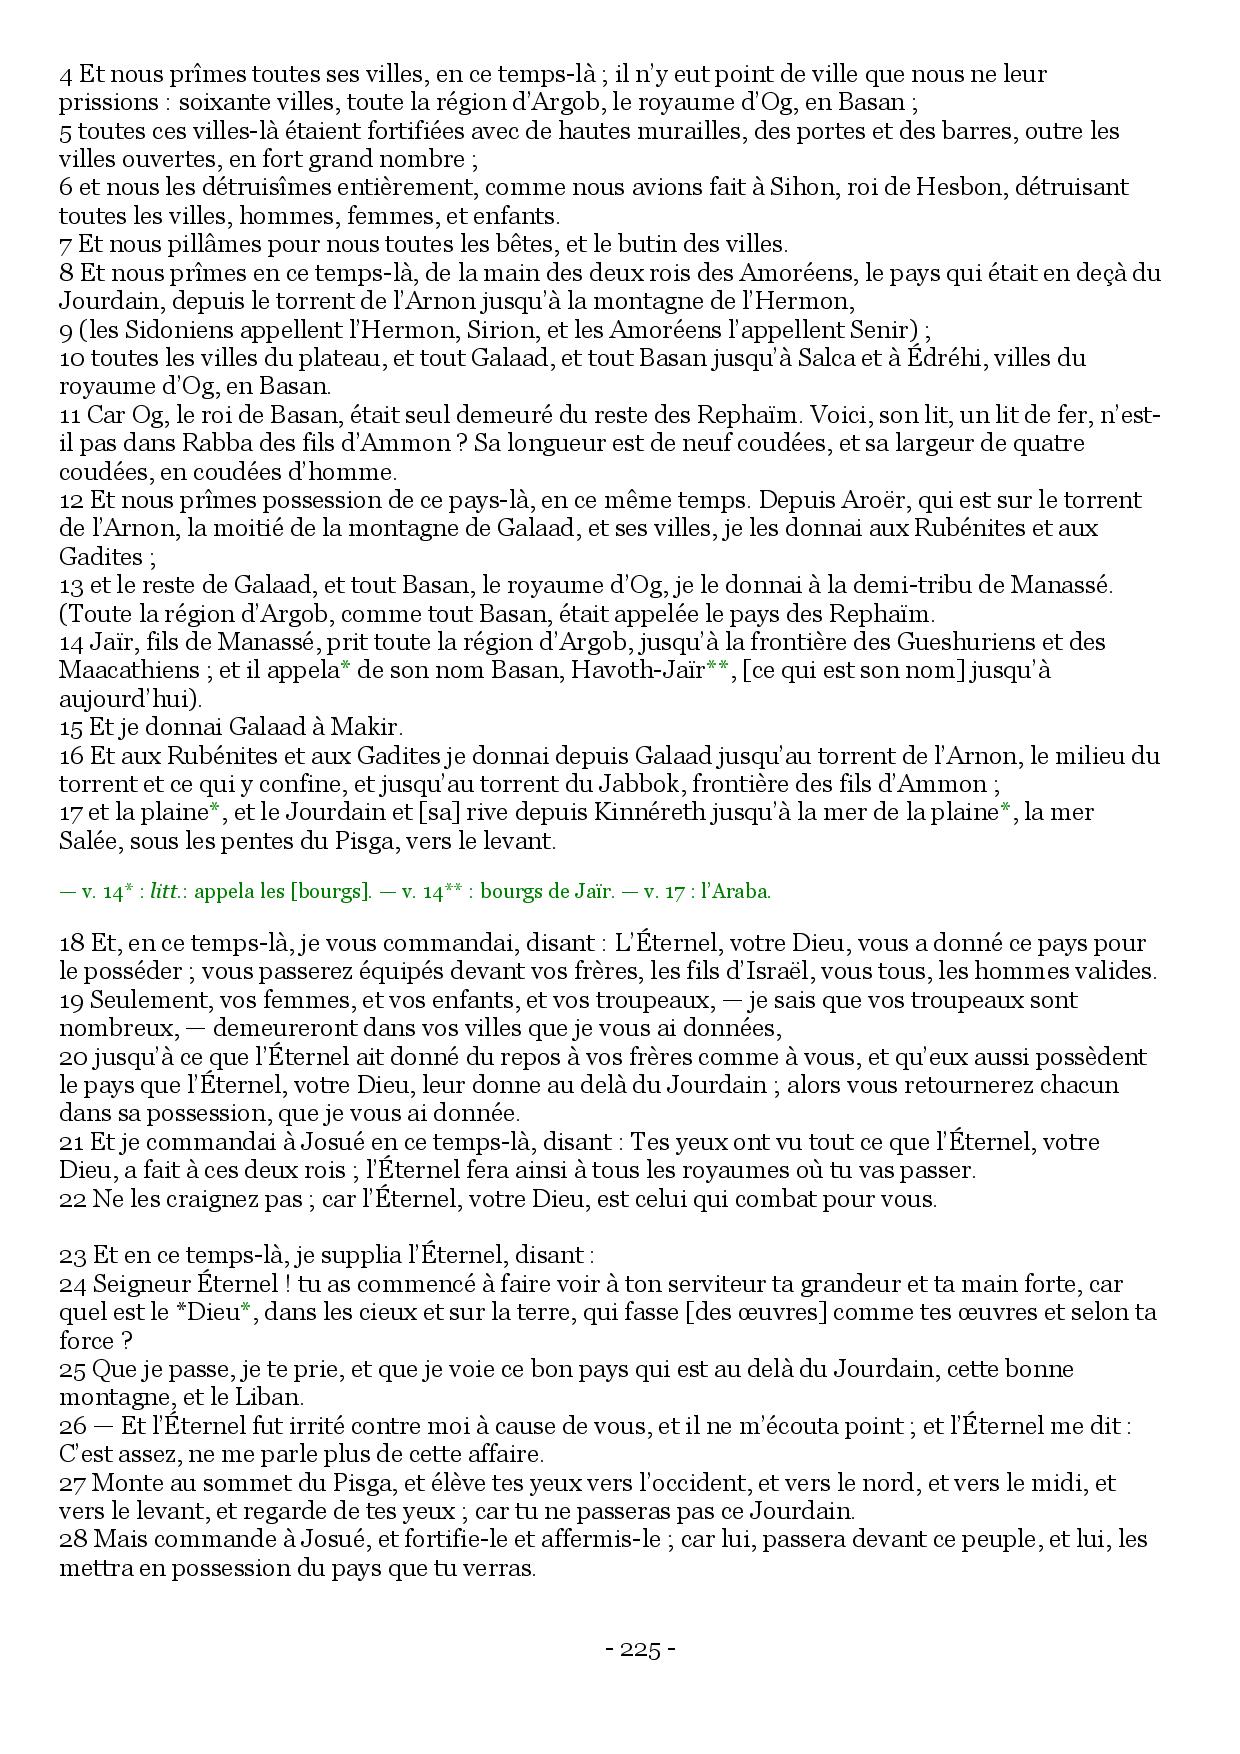 4 Et nous prîmes toutes ses villes, en ce temps-là ; il n’y eut point de ville que nous ne leur
prissions : soixante villes, toute la région d’Argob, le royaume d’Og, en Basan ;
5 toutes ces villes-là étaient fortifiées avec de hautes murailles, des portes et des barres, outre les
villes ouvertes, en fort grand nombre ;
6 et nous les détruisîmes entièrement, comme nous avions fait à Sihon, roi de Hesbon, détruisant
toutes les villes, hommes, femmes, et enfants.
7 Et nous pillâmes pour nous toutes les bêtes, et le butin des villes.
8 Et nous prîmes en ce temps-là, de la main des deux rois des Amoréens, le pays qui était en deçà du
Jourdain, depuis le torrent de l’Arnon jusqu’à la montagne de l’Hermon,
9 (les Sidoniens appellent l’Hermon, Sirion, et les Amoréens l’appellent Senir) ;
10 toutes les villes du plateau, et tout Galaad, et tout Basan jusqu’à Salca et à Édréhi, villes du
royaume d’Og, en Basan.
11 Car Og, le roi de Basan, était seul demeuré du reste des Rephaïm. Voici, son lit, un lit de fer, n’est-
il pas dans Rabba des fils d’Ammon ? Sa longueur est de neuf coudées, et sa largeur de quatre
coudées, en coudées d’homme.
12 Et nous prîmes possession de ce pays-là, en ce même temps. Depuis Aroër, qui est sur le torrent
de l’Arnon, la moitié de la montagne de Galaad, et ses villes, je les donnai aux Rubénites et aux
Gadites ;
13 et le reste de Galaad, et tout Basan, le royaume d’Og, je le donnai à la demi-tribu de Manassé.
(Toute la région d’Argob, comme tout Basan, était appelée le pays des Rephaïm.
14 Jaïr, fils de Manassé, prit toute la région d’Argob, jusqu’à la frontière des Gueshuriens et des
Maacathiens ; et il appela* de son nom Basan, Havoth-Jaïr**, [ce qui est son nom] jusqu’à
aujourd’hui).
15 Et je donnai Galaad à Makir.
16 Et aux Rubénites et aux Gadites je donnai depuis Galaad jusqu’au torrent de l’Arnon, le milieu du
torrent et ce qui y confine, et jusqu’au torrent du Jabbok, frontière des fils d’Ammon ;
17 et la plaine*, et le Jourdain et [sa] rive depuis Kinnéreth jusqu’à la mer de la plaine*, la mer
Salée, sous les pentes du Pisga, vers le levant.
— v. 14* : litt.: appela les [bourgs]. — v. 14** : bourgs de Jaïr. — v. 17 : l’Araba.
18 Et, en ce temps-là, je vous commandai, disant : L’Éternel, votre Dieu, vous a donné ce pays pour
le posséder ; vous passerez équipés devant vos frères, les fils d’Israël, vous tous, les hommes valides.
19 Seulement, vos femmes, et vos enfants, et vos troupeaux, — je sais que vos troupeaux sont
nombreux, — demeureront dans vos villes que je vous ai données,
20 jusqu’à ce que l’Éternel ait donné du repos à vos frères comme à vous, et qu’eux aussi possèdent
le pays que l’Éternel, votre Dieu, leur donne au delà du Jourdain ; alors vous retournerez chacun
dans sa possession, que je vous ai donnée.
21 Et je commandai à Josué en ce temps-là, disant : Tes yeux ont vu tout ce que l’Éternel, votre
Dieu, a fait à ces deux rois ; l’Éternel fera ainsi à tous les royaumes où tu vas passer.
22 Ne les craignez pas ; car l’Éternel, votre Dieu, est celui qui combat pour vous.
23 Et en ce temps-là, je suppliai l’Éternel, disant :
24 Seigneur Éternel ! tu as commencé à faire voir à ton serviteur ta grandeur et ta main forte, car
quel est le *Dieu*, dans les cieux et sur la terre, qui fasse [des œuvres] comme tes œuvres et selon ta
force ?
25 Que je passe, je te prie, et que je voie ce bon pays qui est au delà du Jourdain, cette bonne
montagne, et le Liban.
26 — Et l’Éternel fut irrité contre moi à cause de vous, et il ne m’écouta point ; et l’Éternel me dit :
C’est assez, ne me parle plus de cette affaire.
27 Monte au sommet du Pisga, et élève tes yeux vers l’occident, et vers le nord, et vers le midi, et
vers le levant, et regarde de tes yeux ; car tu ne passeras pas ce Jourdain.
28 Mais commande à Josué, et fortifie-le et affermis-le ; car lui, passera devant ce peuple, et lui, les
mettra en possession du pays que tu verras.
- 225 -